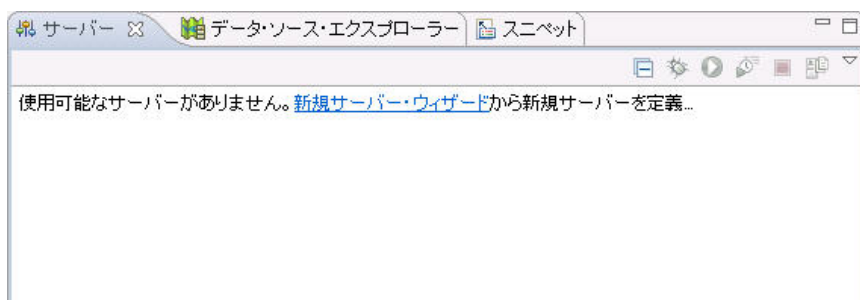 サーバー データ・ソース・エクスプローラー スニペット
使用可能なサーバーがありません。新規サーバー・ウィザードから新規サーバーを定義...